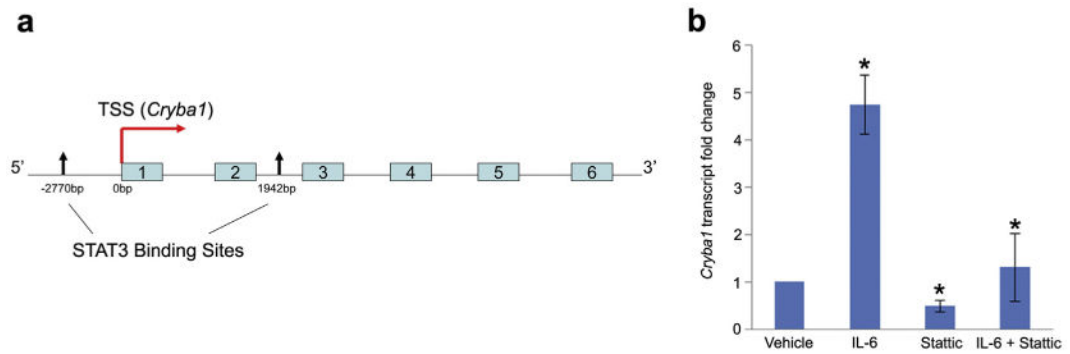 a
TSS (Cryba1)
5’
1
2
3
4
5
6
3’
-2770bp
0bp
1942bp
STAT3 Binding Sites
b
Cryba1 transcript fold change
6
5
4
3
2
1
0
*
*
*
Vehicle
IL-6
Stattic
IL-6 + Stattic